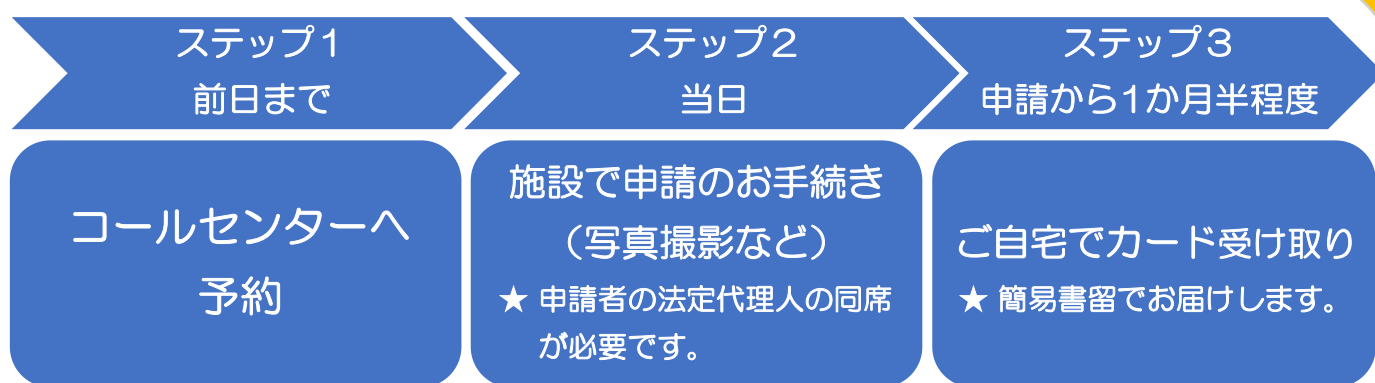 ステップ1
前日まで
ステップ2
当日
ステップ3
申請から1か月半程度
コールセンターへ
予約
施設で申請のお手続き
（写真撮影など）
★ 申請者の法定代理人の同席
が必要です。
ご自宅でカード受け取り
★ 簡易書留でお届けします。